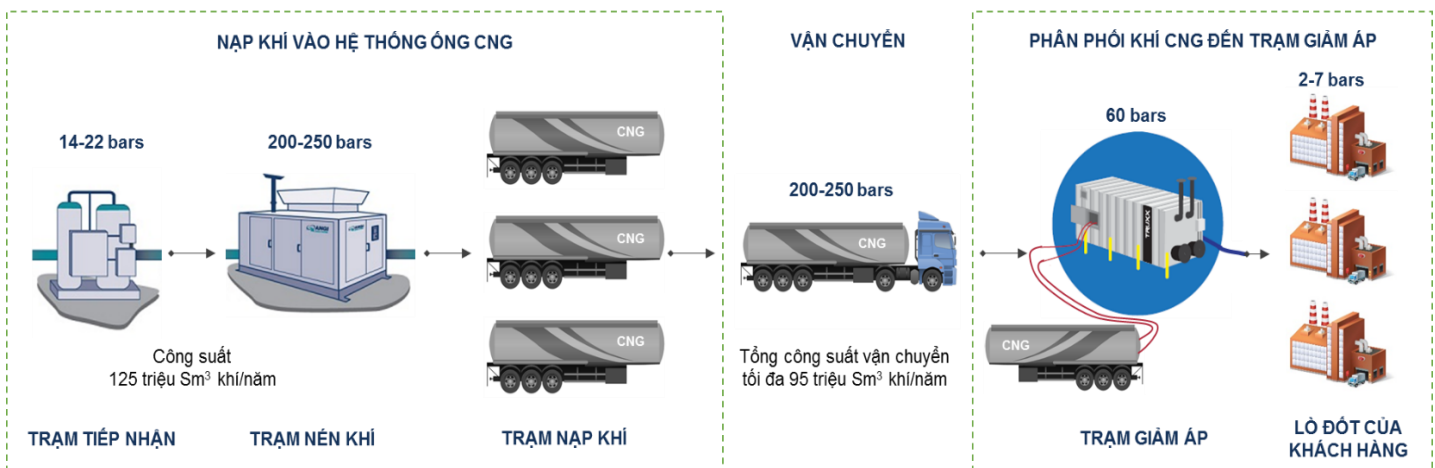 NẠP KHÍ VÀO HỆ THỐNG ỐNG CNG
VẬN CHUYỂN
PHÂN PHỐI KHÍ CNG ĐẾN TRẠM GIẢM ÁP
14-22 bars
200-250 bars
CNG
CNG
CNG
200-250 bars
CNG
60 bars
TRUXX
CNG
2-7 bars
Công suất
125 triệu Sm³ khí/năm
Tổng công suất vận chuyển
tối đa 95 triệu Sm³ khí/năm
TRẠM TIẾP NHẬN
TRẠM NÉN KHÍ
TRẠM NẠP KHÍ
TRẠM GIẢM ÁP
LÒ ĐỐT CỦA
KHÁCH HÀNG